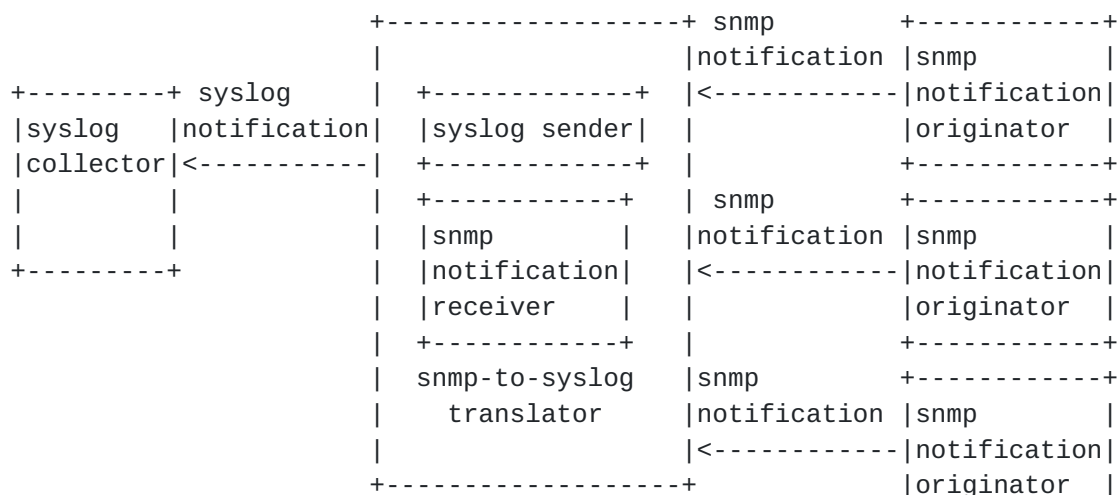 +-------------------+ snmp            +------------+
                        |                   |notification |snmp        |
+---------+ syslog      |  +-------------+  |<------------|notification|
|syslog   |notification|  |syslog sender|  |             |originator  |
|collector|<-----------|  +-------------+  |             +------------+
|         |            |  +------------+   | snmp        +------------+
|         |            |  |snmp        |   |notification |snmp        |
+---------+            |  |notification|   |<------------|notification|
                       |  |receiver    |   |             |originator  |
                       |  +------------+   |             +------------+
                       |  snmp-to-syslog   |snmp         +------------+
                       |    translator     |notification |snmp        |
                       |                   |<------------|notification|
                       +-------------------+             |originator  |